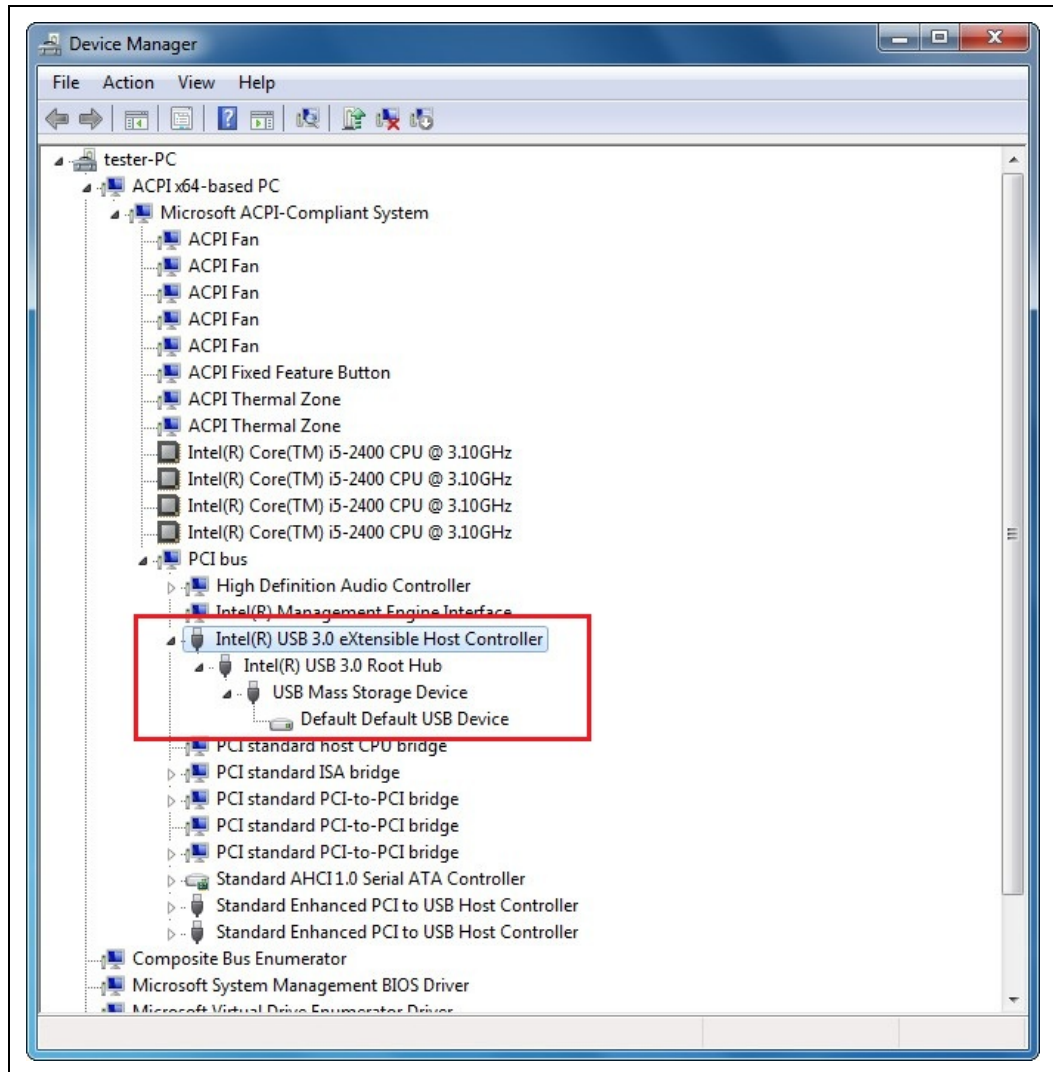 Device Manager
File Action View Help
tester-PC
ACPI x64-based PC
Microsoft ACPI-Compliant System
ACPI Fan
ACPI Fan
ACPI Fan
ACPI Fan
ACPI Fan
ACPI Fixed Feature Button
ACPI Thermal Zone
ACPI Thermal Zone
Intel(R) Core(TM) i5-2400 CPU @ 3.10GHz
Intel(R) Core(TM) i5-2400 CPU @ 3.10GHz
Intel(R) Core(TM) i5-2400 CPU @ 3.10GHz
Intel(R) Core(TM) i5-2400 CPU @ 3.10GHz
PCI bus
High Definition Audio Controller
Intel(R) Management Engine Interface
Intel(R) USB 3.0 eXtensible Host Controller
Intel(R) USB 3.0 Root Hub
USB Mass Storage Device
Default Default USB Device
PCI standard host CPU bridge
PCI standard ISA bridge
PCI standard PCI-to-PCI bridge
PCI standard PCI-to-PCI bridge
PCI standard PCI-to-PCI bridge
Standard AHCI 1.0 Serial ATA Controller
Standard Enhanced PCI to USB Host Controller
Standard Enhanced PCI to USB Host Controller
Composite Bus Enumerator
Microsoft System Management BIOS Driver
Microsoft Virtual Drive Enumerator Driver